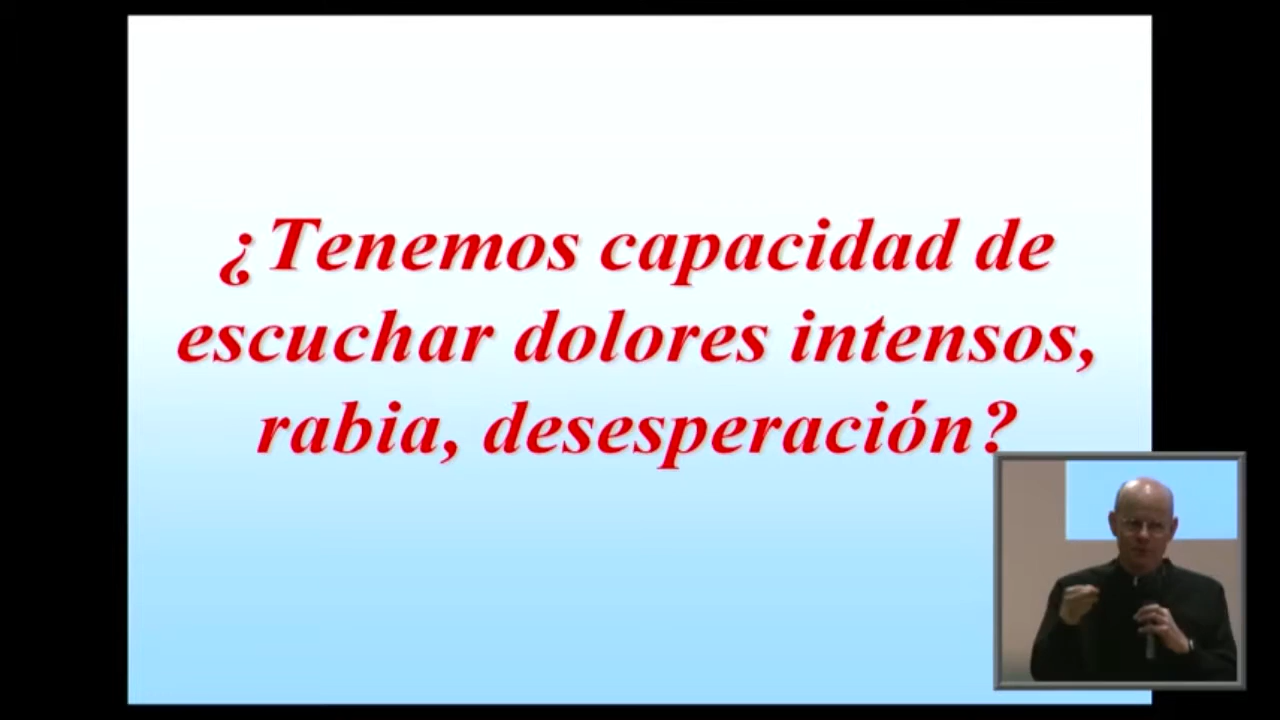 ¿Tenemos capacidad de
escuchar dolores intensos,
rabia, desesperación?